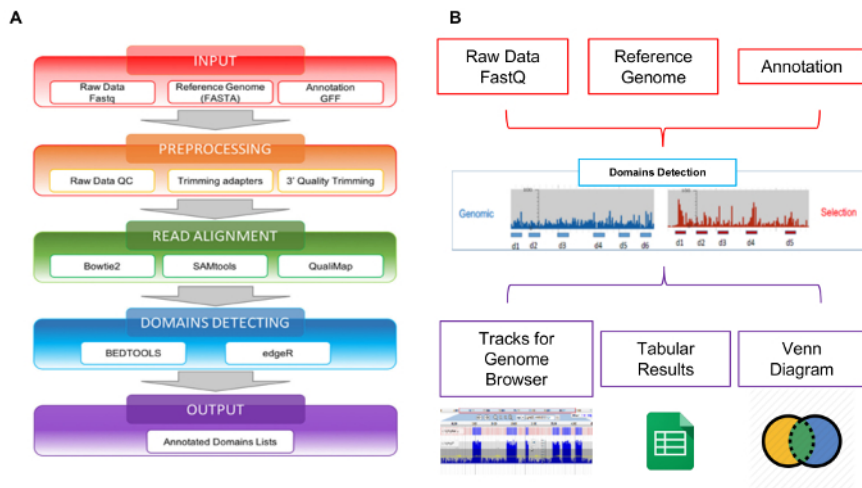 A
INPUT
Raw Data
Fastq
Reference Genome
(FASTA)
Annotation
GFF
PREPROCESSING
Raw Data QC
Trimming adapters
3' Quality Trimming
READ ALIGNMENT
Bowtie2
SAMtools
QualiMap
DOMAINS DETECTING
BEDTOOLS
edgeR
OUTPUT
Annotated Domains Lists
B
Raw Data
FastQ
Reference
Genome
Annotation
Domains Detection
Genomic
d1 d2 d3 d4 d5 d6
Selection
d1 d2 d3 d4 d5
Tracks for
Genome
Browser
Tabular
Results
Venn
Diagram